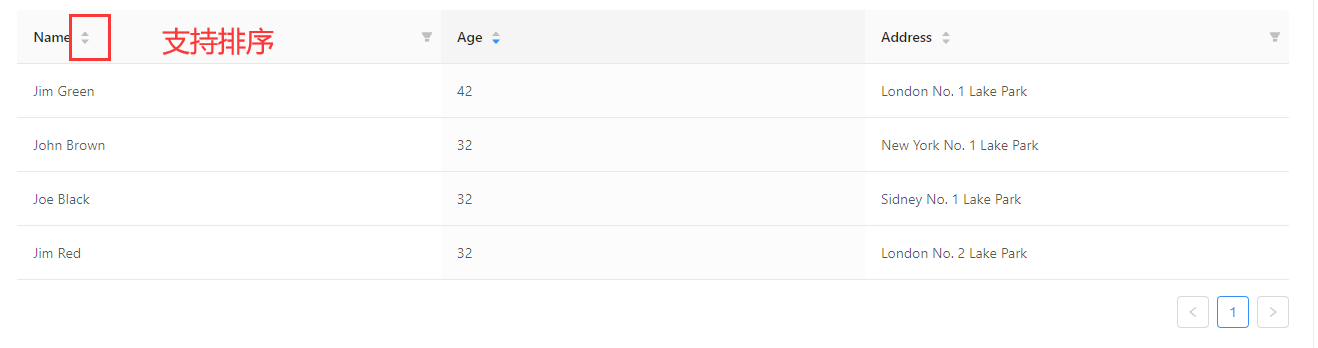 Name 支持排序 Age Address
Jim Green 42 London No. 1 Lake Park
John Brown 32 New York No. 1 Lake Park
Joe Black 32 Sidney No. 1 Lake Park
Jim Red 32 London No. 2 Lake Park
1